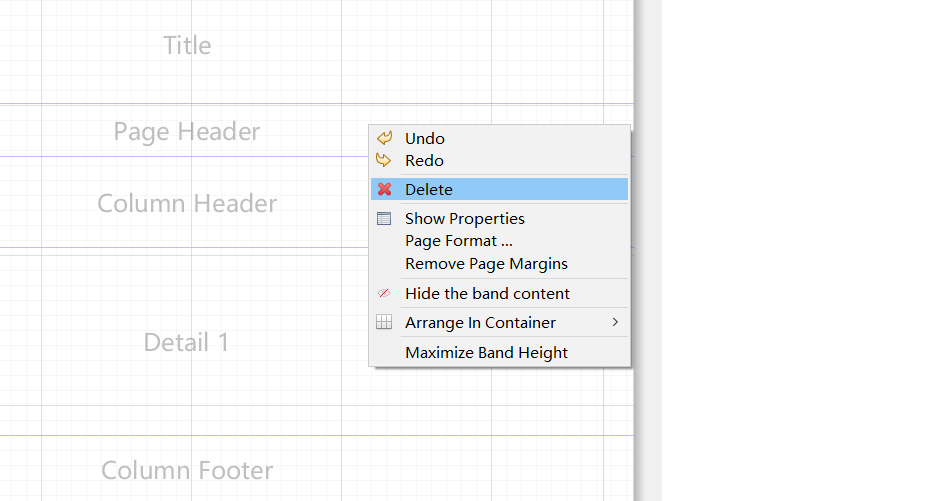 Title
Page Header
Column Header
Detail 1
Column Footer
Undo
Redo
Delete
Show Properties
Page Format ...
Remove Page Margins
Hide the band content
Arrange In Container
Maximize Band Height